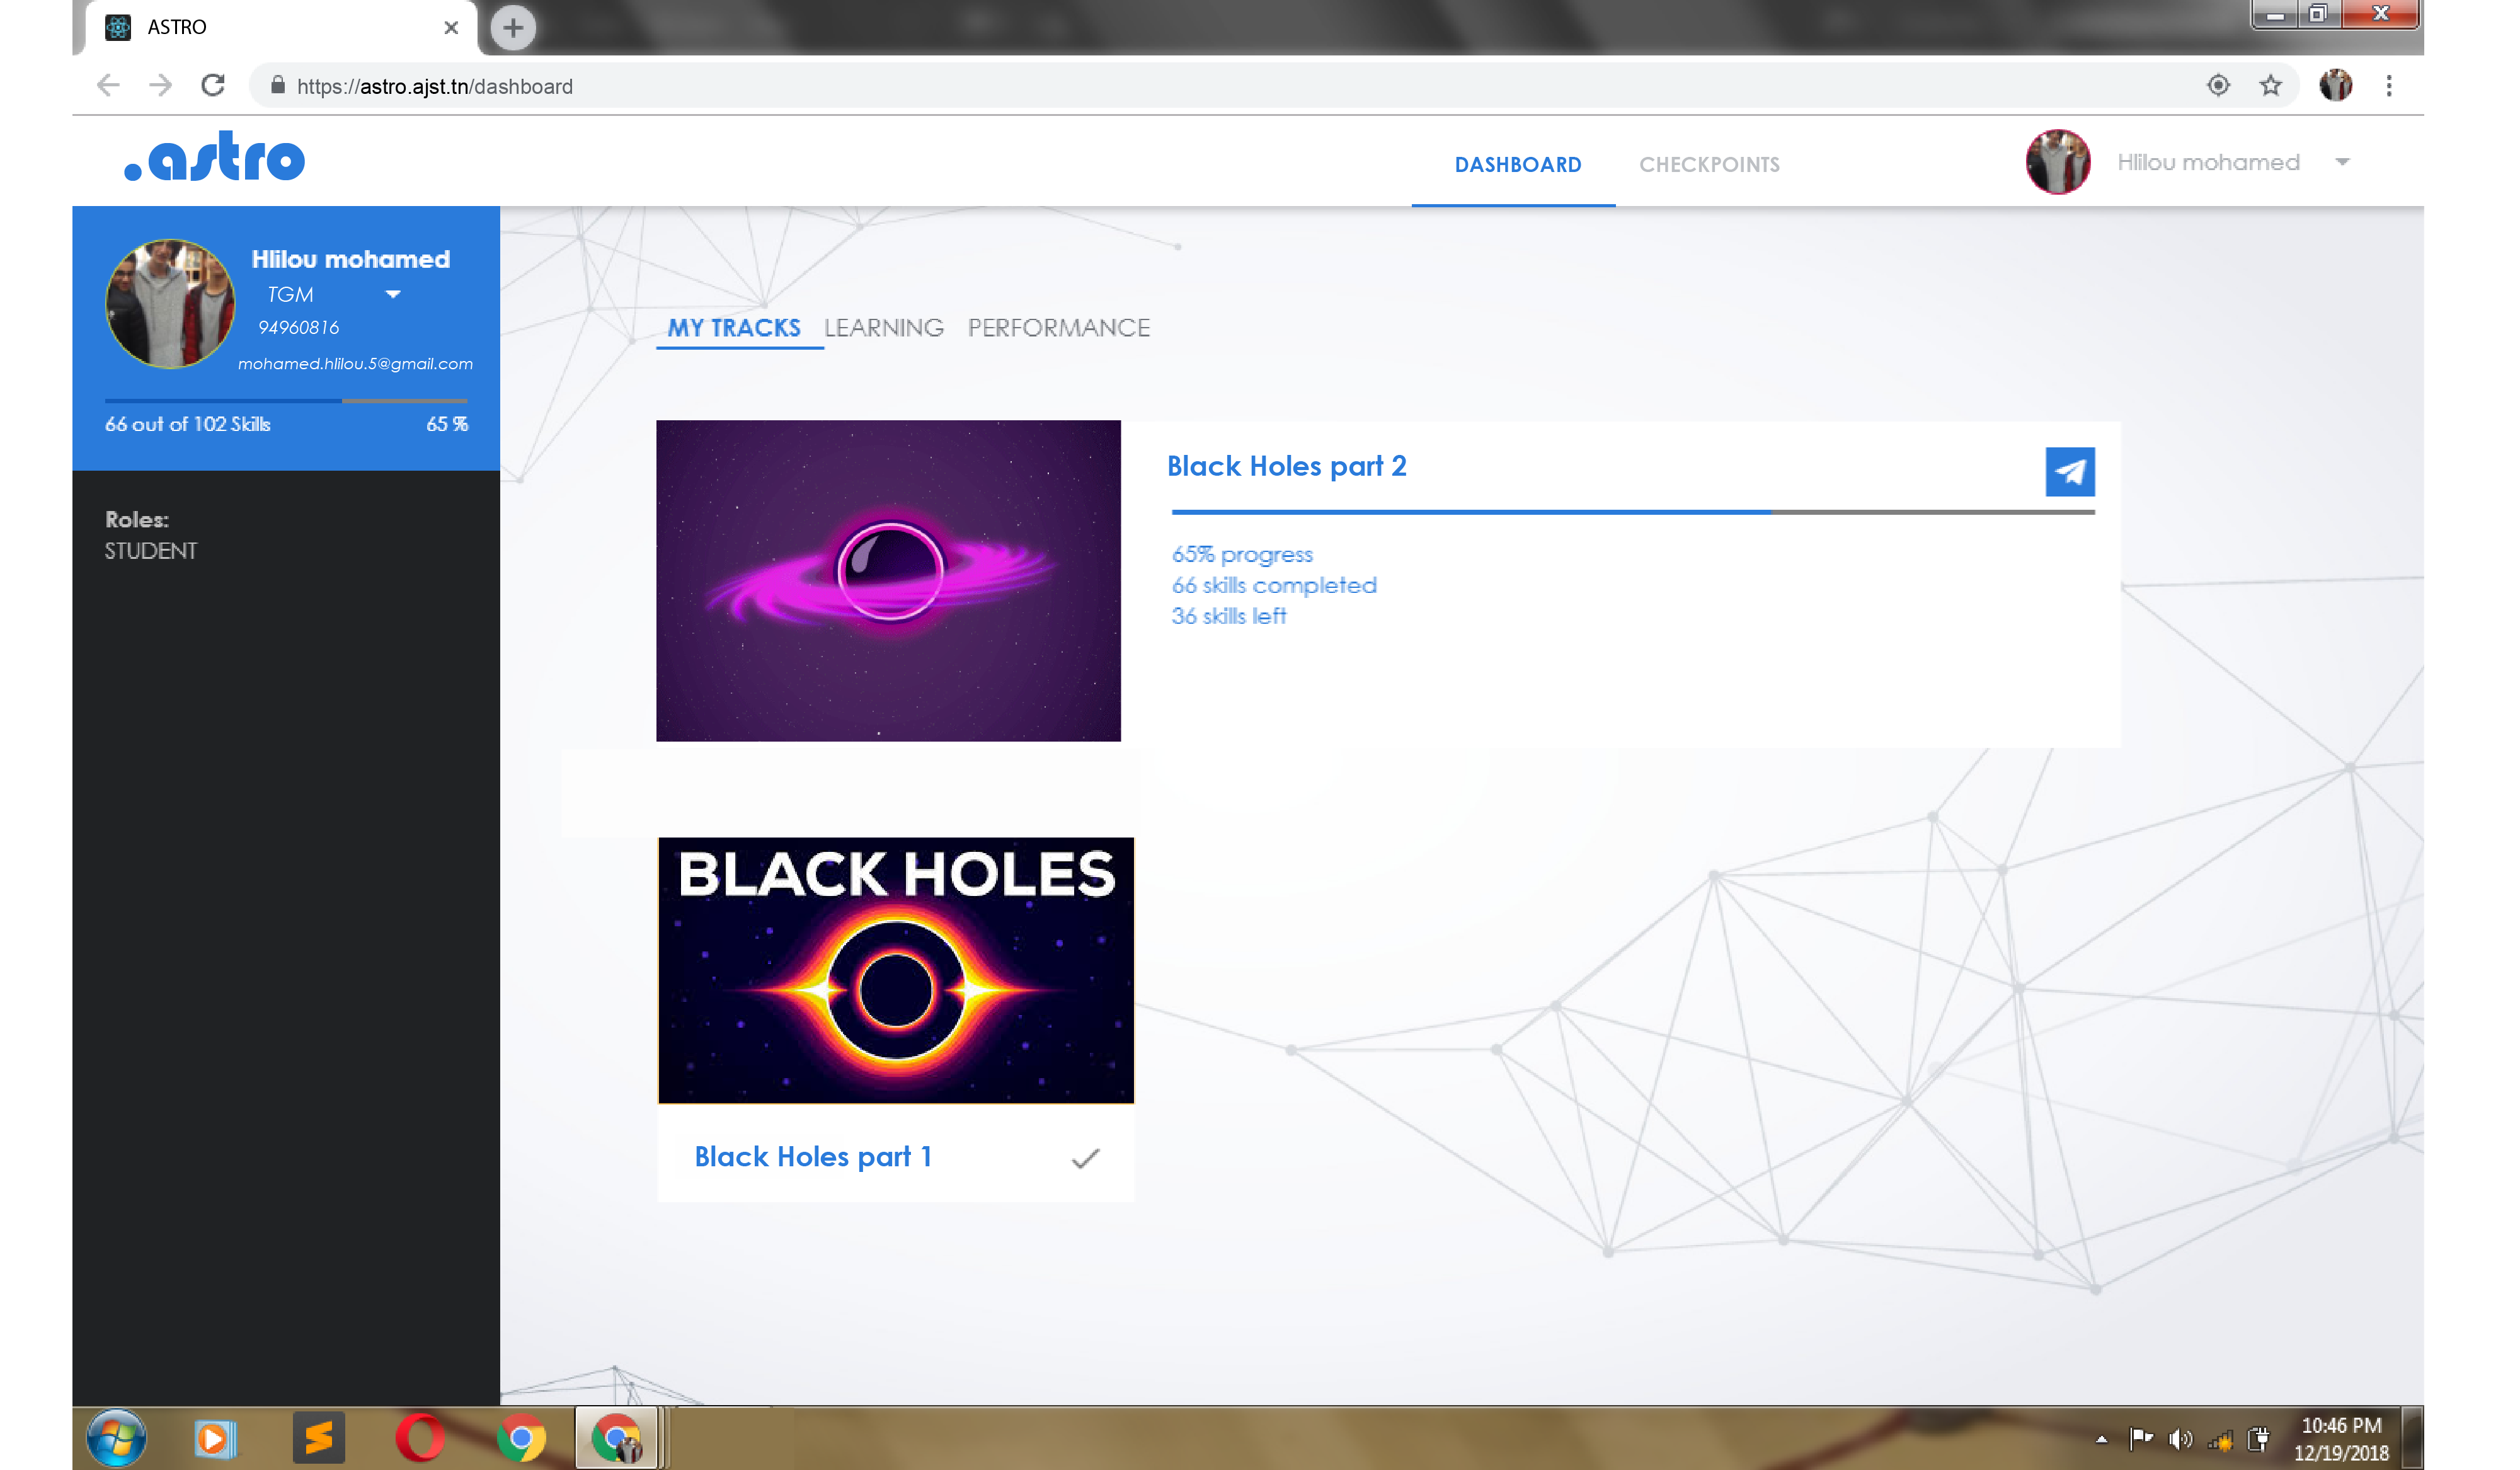 ASTRO
https://astro.ajst.tn/dashboard
.astro
DASHBOARD
CHECKPOINTS
Hlilou mohamed
Hlilou mohamed
TGM
94960816
mohamed.hlilou.5@gmail.com
66 out of 102 Skills
65 %
Roles:
STUDENT
MY TRACKS
LEARNING
PERFORMANCE
Black Holes part 2
65% progress
66 skills completed
36 skills left
BLACK HOLES
Black Holes part 1
10:46 PM
12/19/2018